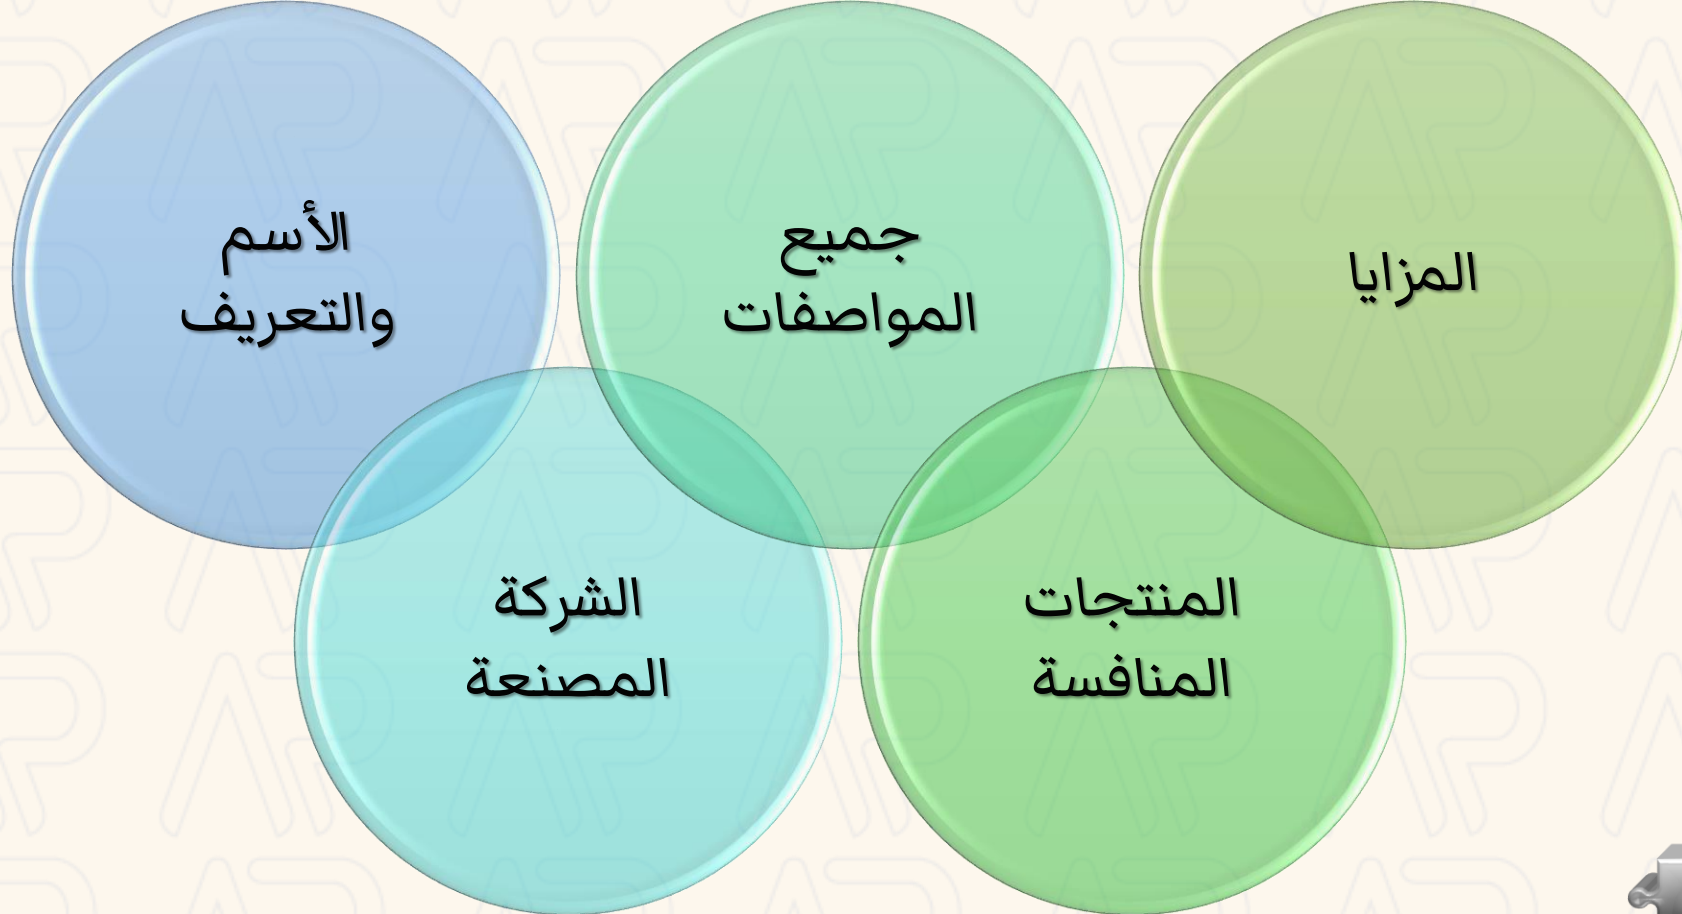 الأسم
والتعريف
الشركة
المصنعة
جميع
المواصفات
المنتجات
المنافسة
المزايا